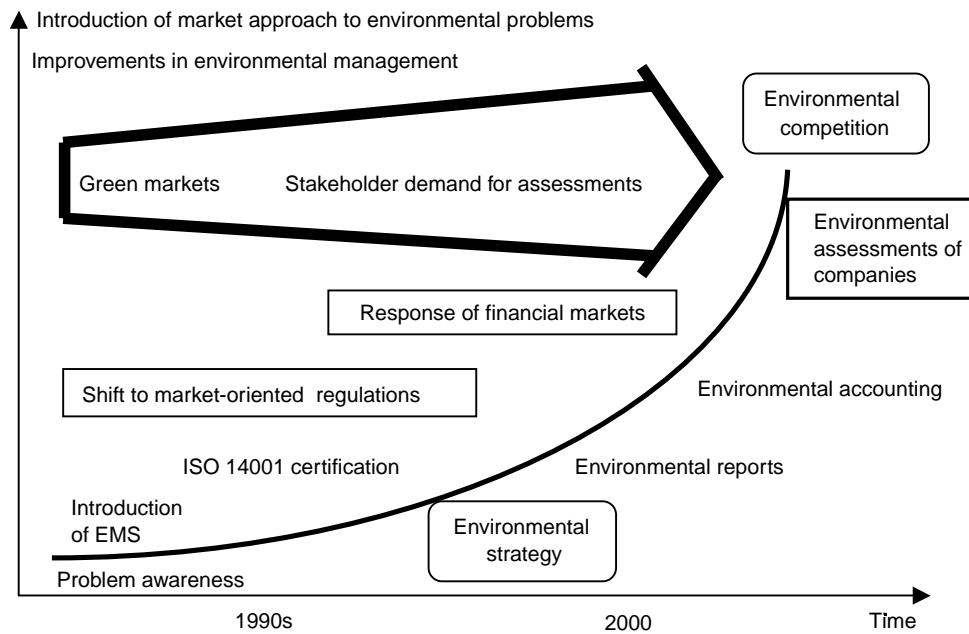 Introduction of market approach to environmental problems
Improvements in environmental management
Environmental
competition
Green markets
Stakeholder demand for assessments
Environmental
assessments of
companies
Response of financial markets
Shift to market-oriented regulations
Environmental accounting
ISO 14001 certification
Environmental reports
Introduction
of EMS
Environmental
strategy
Problem awareness
1990s
2000
Time